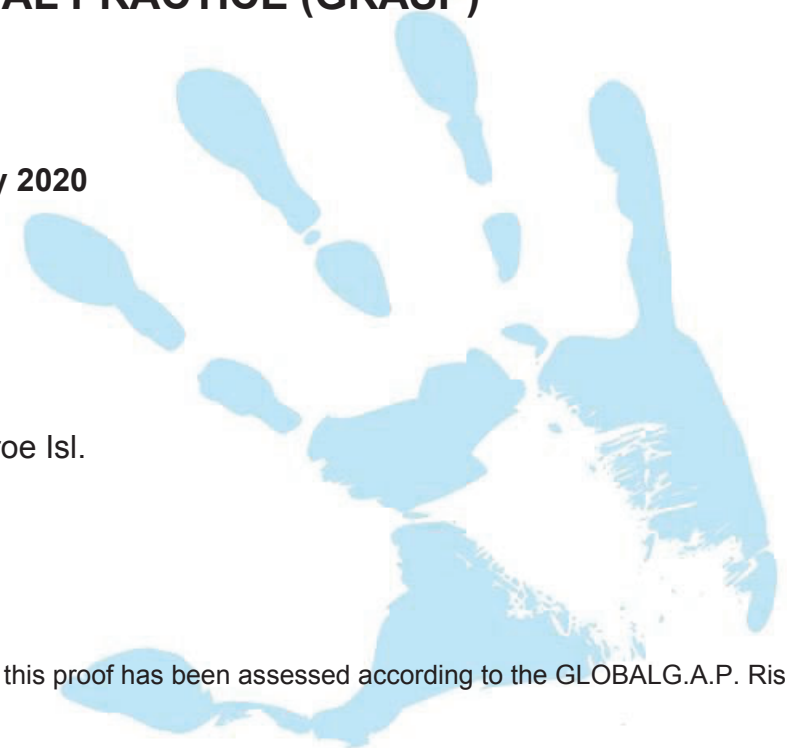 AL PRACTICE (GRASP)
y 2020
oe Isl.
this proof has been assessed according to the GLOBALG.A.P. Ris